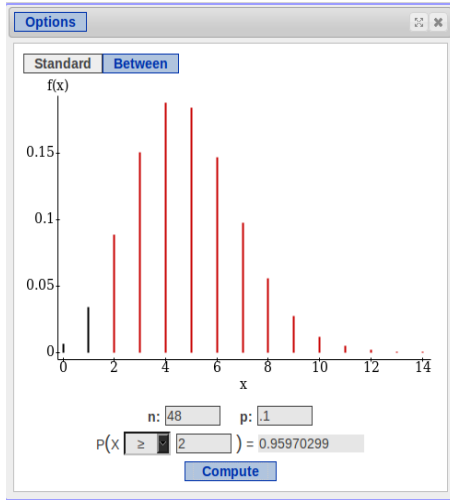 Options
Standard Between
f(x)
0.15
0.1
0.05
0
0 2 4 6 8 10 12 14
x
n: 48 p: .1
P(X ≥ 2 ) = 0.95970299
Compute